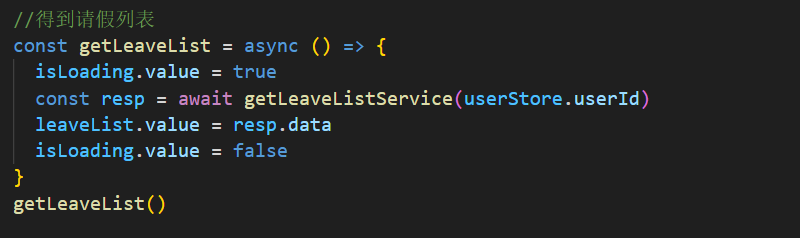 //得到请假列表
const getLeaveList = async () => {
  isLoading.value = true
  const resp = await getLeaveListService(userStore.userId)
  leaveList.value = resp.data
  isLoading.value = false
}
getLeaveList()